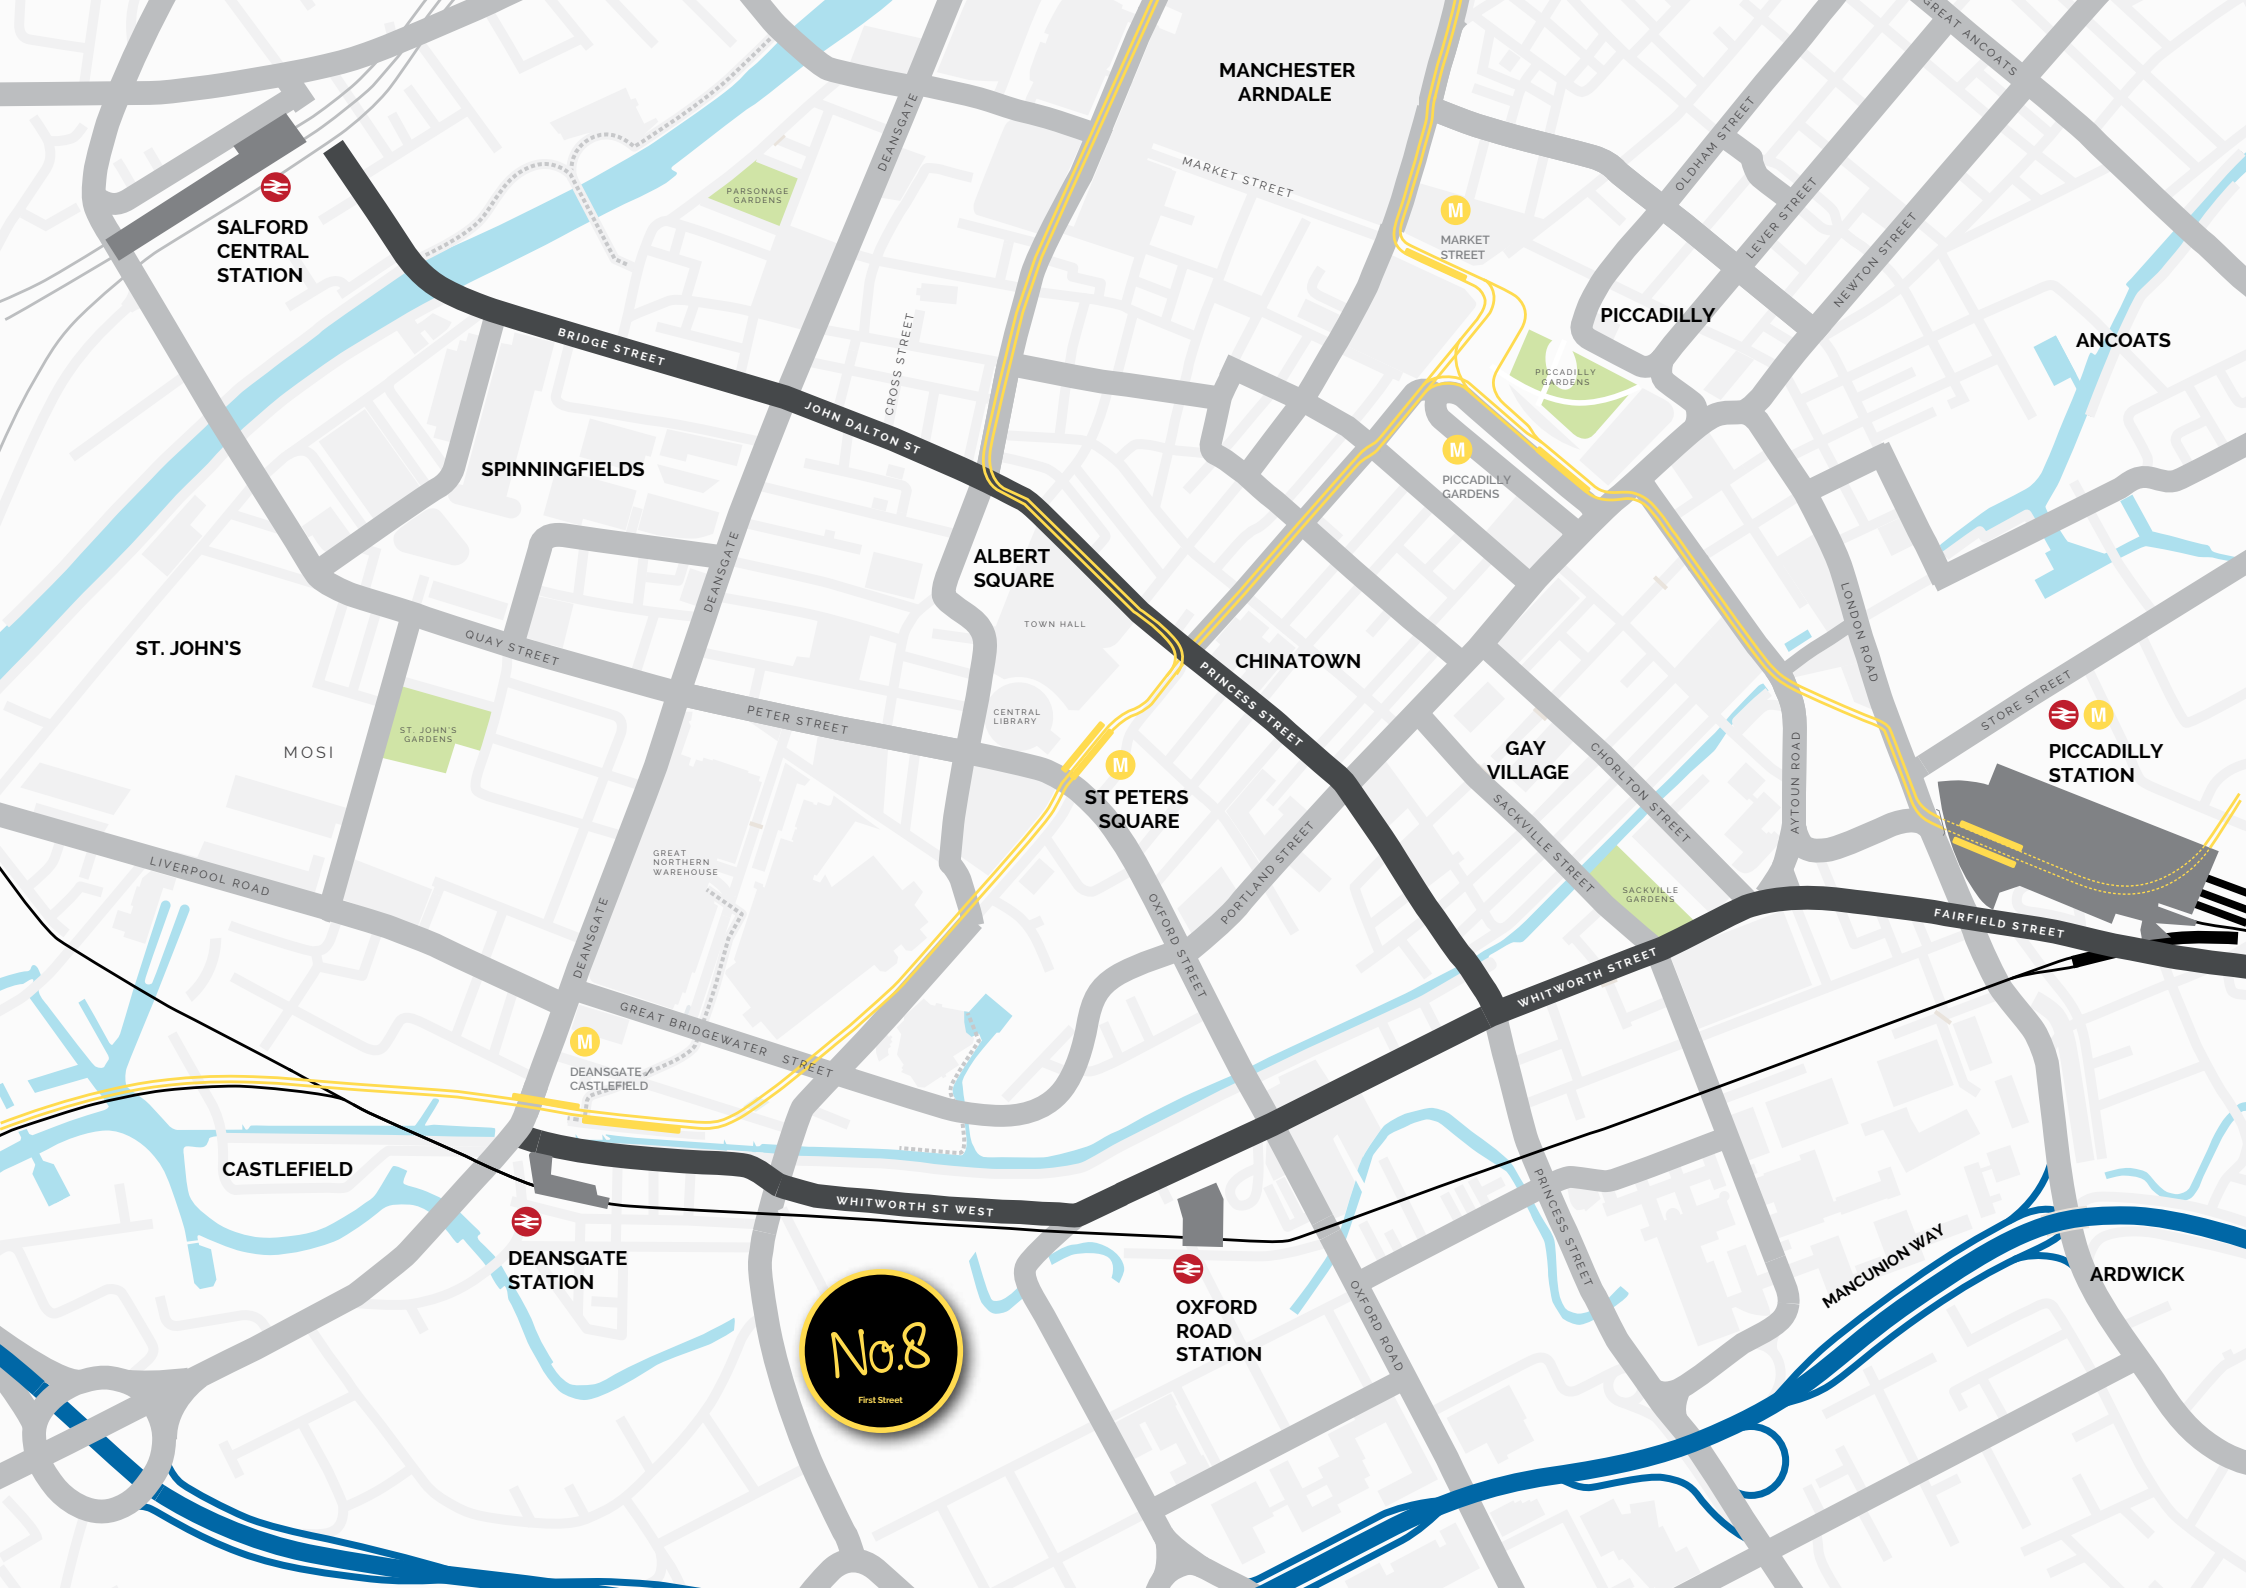 GREAT ANCOATS
MANCHESTER
ARNDALE
DEANSGATE
OLDHAM STREET
MARKET STREET
PARSONAGE
GARDENS
LEVER STREET
NEWTON STREET
M
MARKET
STREET
SALFORD
CENTRAL
STATION
PICCADILLY
ANCOATS
BRIDGE STREET
CROSS STREET
PICCADILLY
GARDENS
JOHN DALTON ST
M
PICCADILLY
GARDENS
SPINNINGFIELDS
ALBERT
SQUARE
DEANSGATE
TOWN HALL
LONDON ROAD
ST. JOHN'S
QUAY STREET
CHINATOWN
PRINCESS STREET
STORE STREET
CENTRAL
LIBRARY
PETER STREET
ST. JOHN'S
GARDENS
MOSI
M
PICCADILLY
STATION
GAY
VILLAGE
CHORLTON STREET
AYTOUN ROAD
M
ST PETERS
SQUARE
SACKVILLE STREET
PORTLAND STREET
GREAT
NORTHERN
WAREHOUSE
LIVERPOOL ROAD
SACKVILLE
GARDENS
OXFORD STREET
DEANSGATE
FAIRFIELD STREET
WHITWORTH STREET
GREAT BRIDGEWATER STREET
M
DEANSGATE
CASTLEFIELD
CASTLEFIELD
WHITWORTH ST WEST
PRINCESS STREET
DEANSGATE
STATION
MANCUNION WAY
ARDWICK
OXFORD
ROAD
STATION
OXFORD ROAD
No.8
First Street